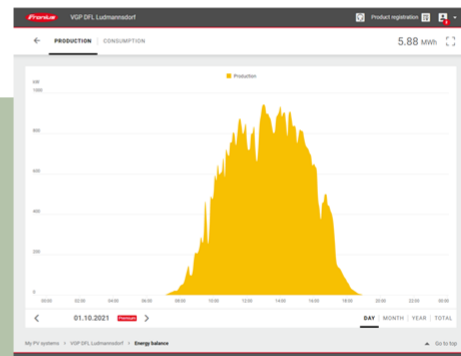 Fronius VGP DFL Ludmannsdorf Product registration
PRODUCTION CONSUMPTION 5.88 MWh
Production
kW
1000
800
600
400
200
0
00:00 02:00 04:00 06:00 08:00 10:00 12:00 14:00 16:00 18:00 20:00 22:00 00:00
01.10.2021 Premium DAY MONTH YEAR TOTAL
My PV systems > VGP DFL Ludmannsdorf > Energy balance Go to top